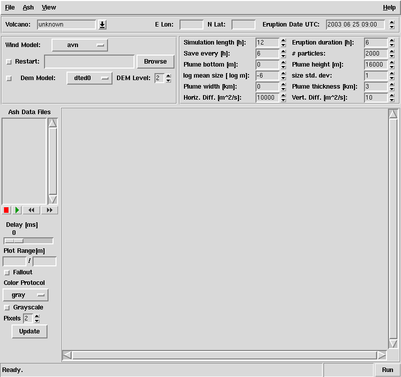 File Ash View Help
Volcano: unknown E Lon: N Lat: Eruption Date UTC: 2003 06 25 09:00
Wind Model: avn
Restart: Browse
Dem Model: dted0 DEM Level: 2
Simulation length [h]: 12 Eruption duration [h]: 6
Save every [h]: 6 # particles: 2000
Plume bottom [m]: 0 Plume height [m]: 16000
log mean size [ log m]: -6 size std. dev: 1
Plume width [km]: 0 Plume thickness [km]: 3
Horiz. Diff. [m^2/s]: 10000 Vert. Diff. [m^2/s]: 10
Ash Data Files
Delay [ms]
0
Plot Range[m]
/
Fallout
Color Protocol
gray
Grayscale
Pixels 2
Update
Ready. Run